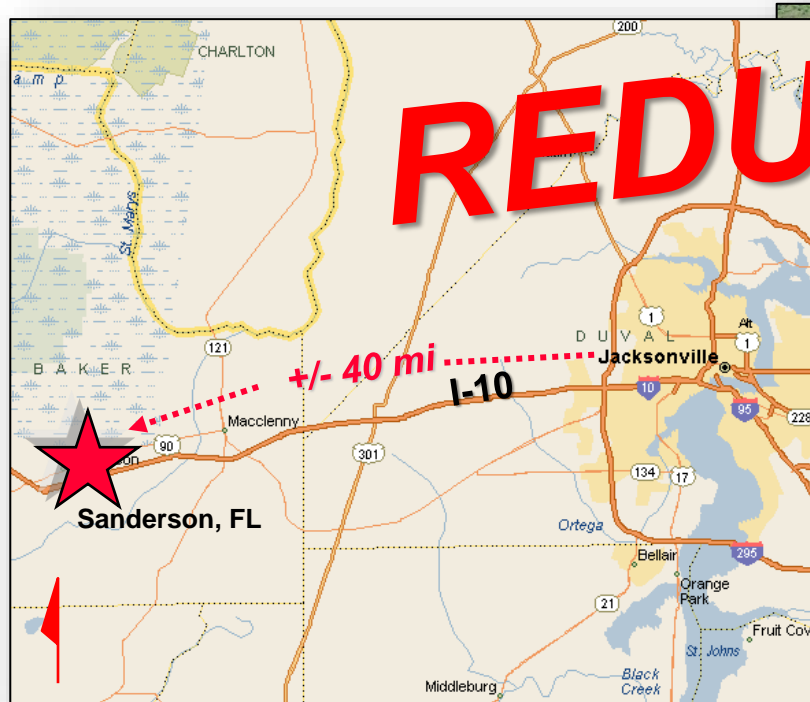 200
CHARLTON
a m p
REDU
St. Marys
1
DUVAL
Alt
1
121
Jacksonville
+/- 40 mi
BAKER
I-10
10
95
228
Macclenny
90
301
134
17
Sanderson, FL
Ortega
295
Bellair
Orange
Park
21
Fruit Cov
St. Johns
Black
Creek
Middleburg